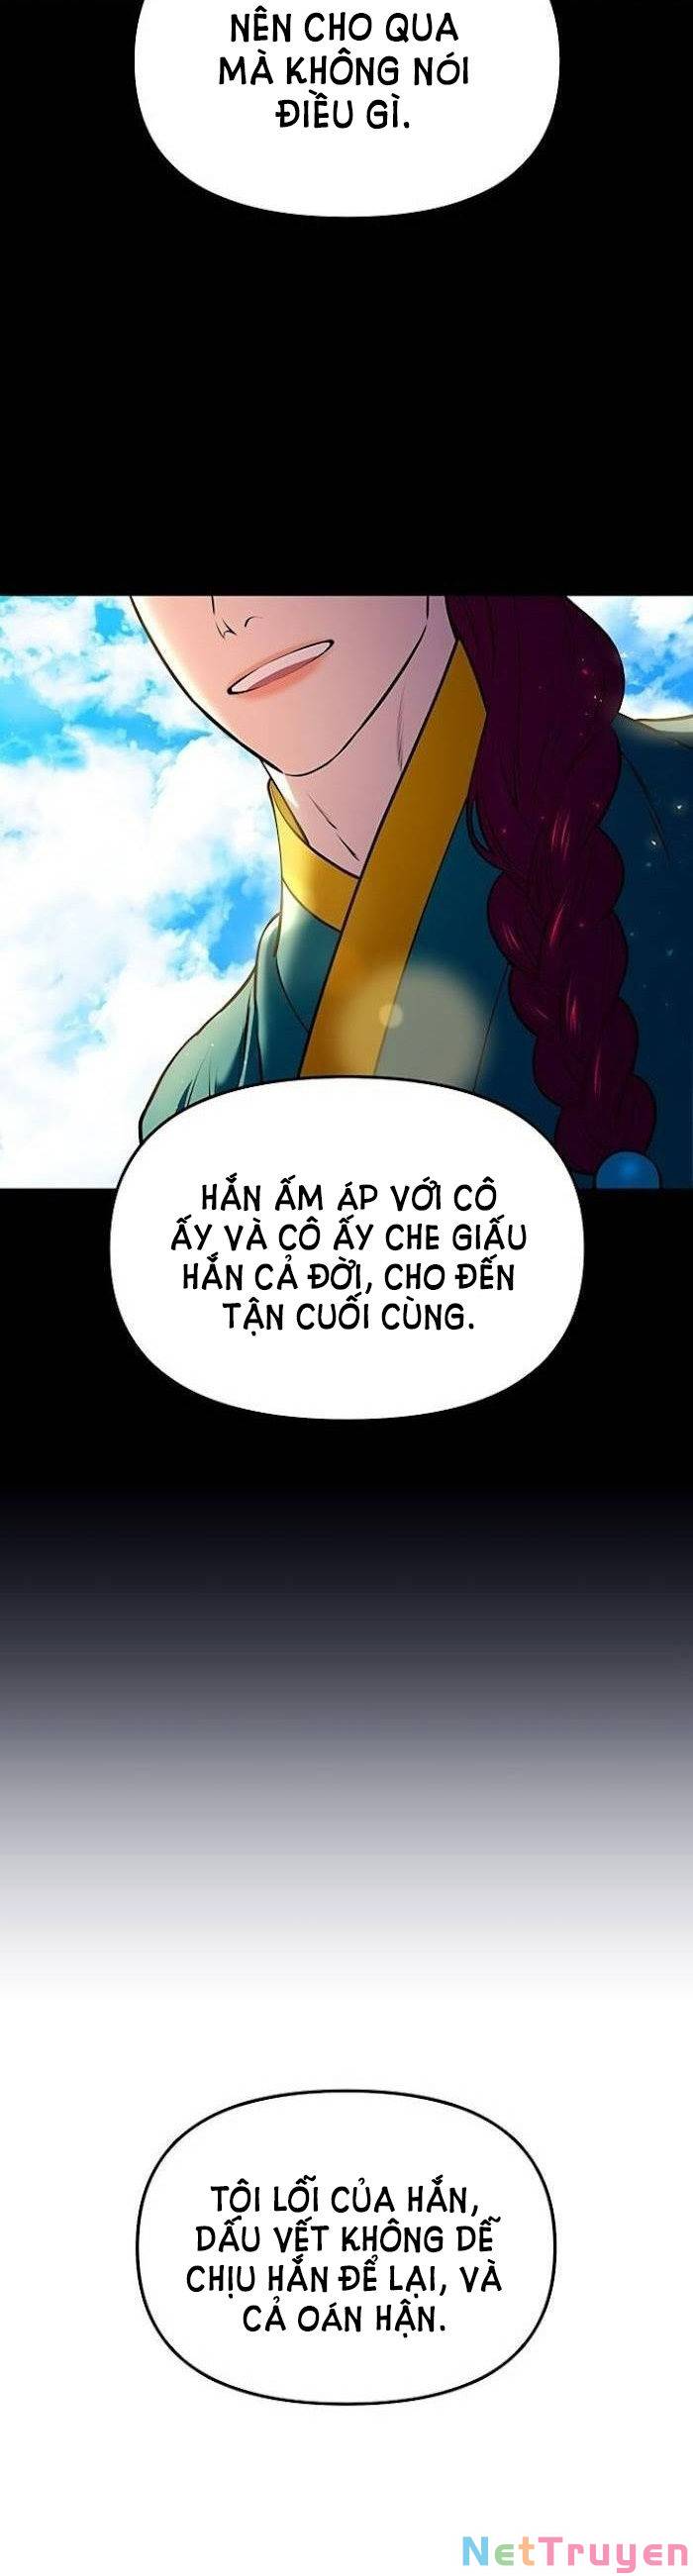 NÊN CHO QUA
MÀ KHÔNG NÓI
ĐIỀU GÌ.
HẮN ẤM ÁP VỚI CÔ
ẤY VÀ CÔ ẤY CHE GIẤU
HẮN CẢ ĐỜI, CHO ĐẾN
TẬN CUỐI CÙNG.
TỘI LỖI CỦA HẮN,
DẤU VẾT KHÔNG DỄ
CHỊU HẮN ĐỂ LẠI, VÀ
CẢ OÁN HẬN.
NetTruyen